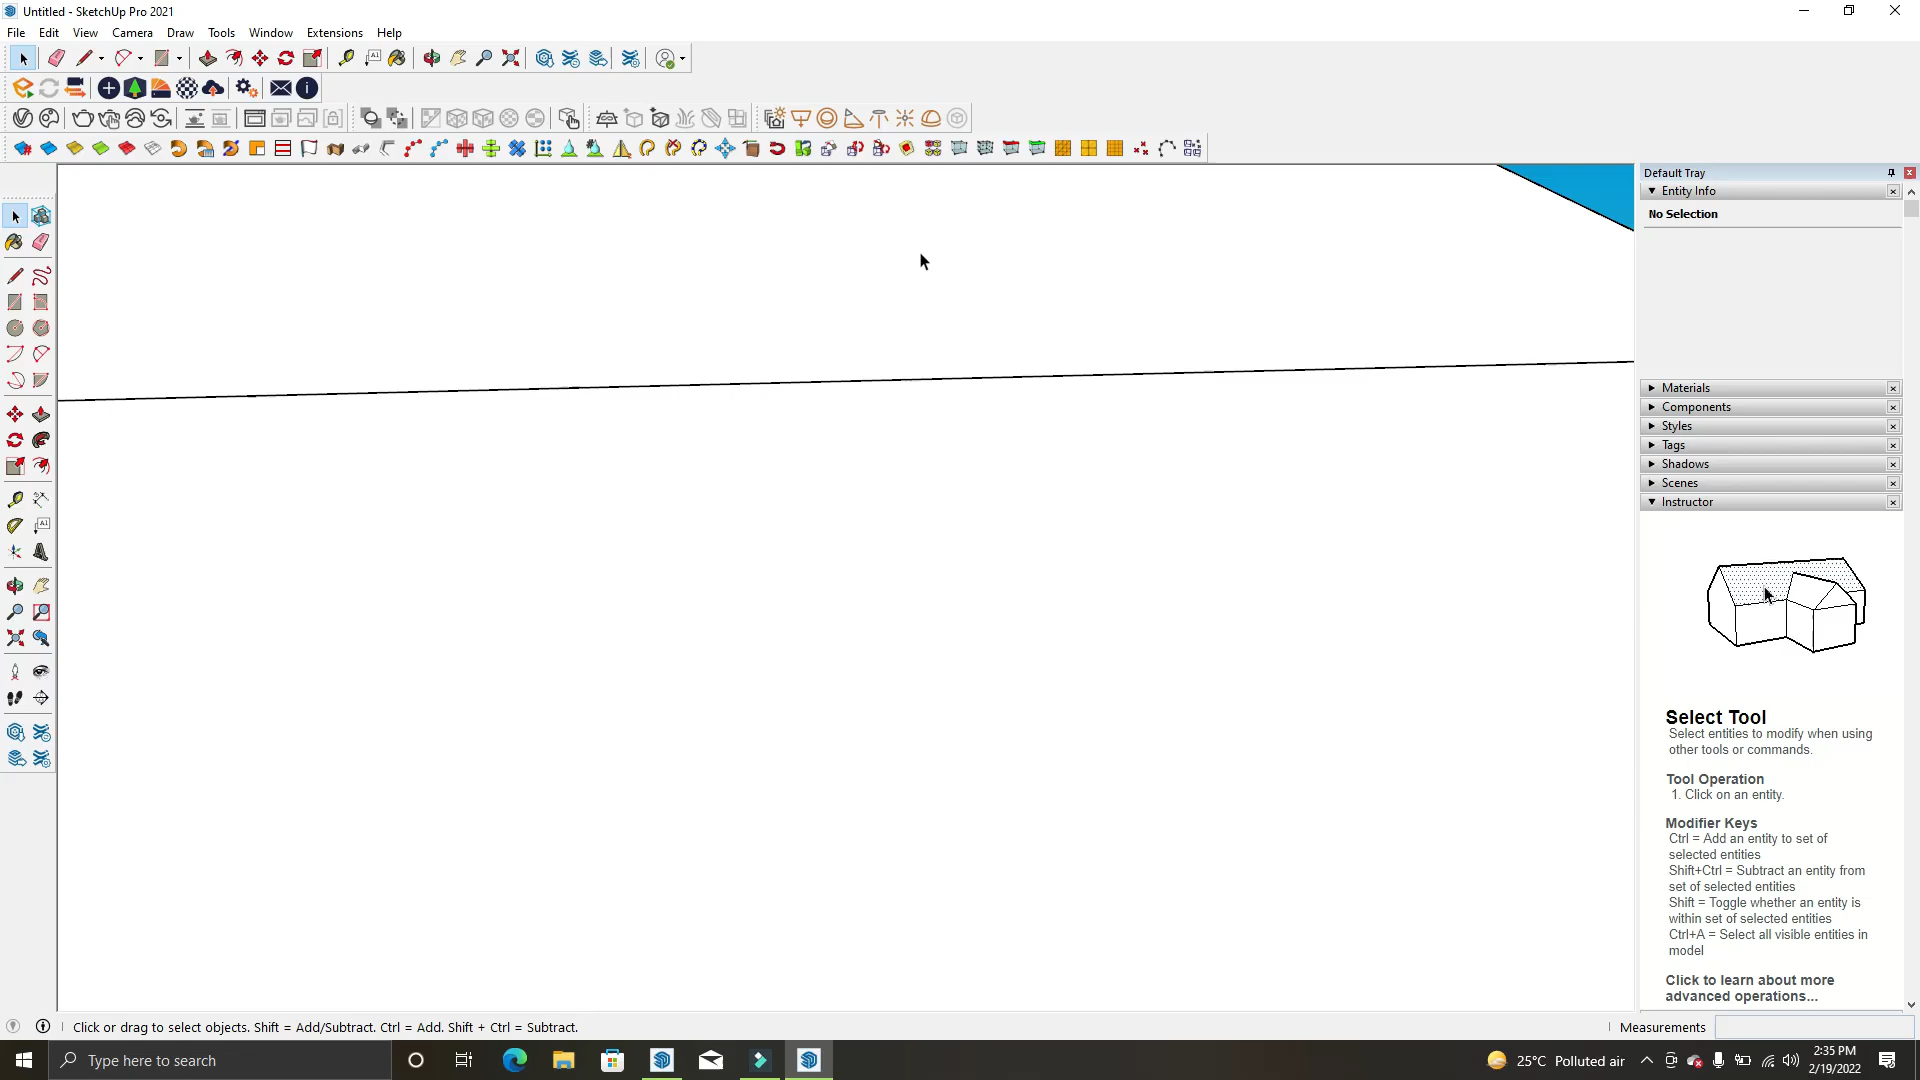 Untitled - SketchUp Pro 2021
File Edit View Camera Draw Tools Window Extensions Help
Default Tray
Entity Info
No Selection
Materials
Components
Styles
Tags
Shadows
Scenes
Instructor
Select Tool
Select entities to modify when using
other tools or commands.
Tool Operation
1. Click on an entity.
Modifier Keys
Ctrl = Add an entity to set of
selected entities
Shift+Ctrl = Subtract an entity from
set of selected entities
Shift = Toggle whether an entity is
within set of selected entities
Ctrl+A = Select all visible entities in
model
Click to learn about more
advanced operations...
Click or drag to select objects. Shift = Add/Subtract. Ctrl = Add. Shift + Ctrl = Subtract.
Measurements
Type here to search
25°C Polluted air
2:35 PM
2/19/2022